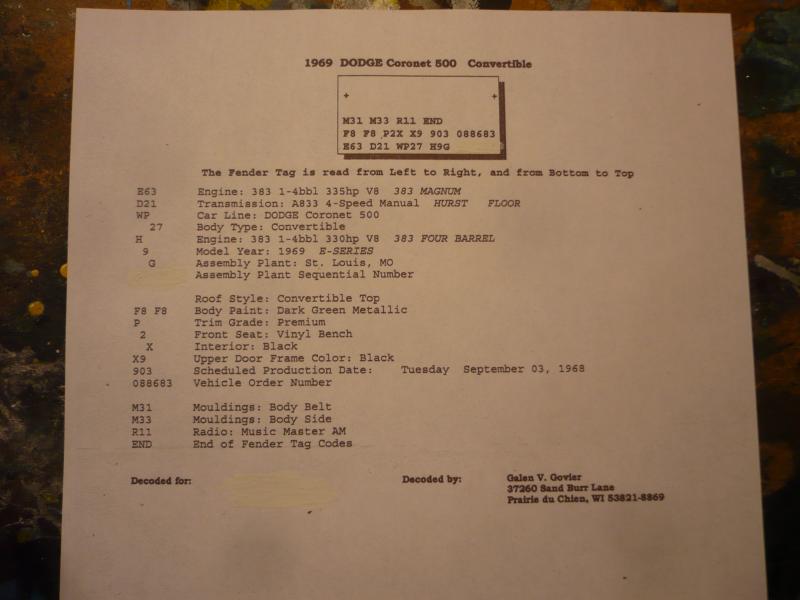 1969 DODGE Coronet 500 Convertible
+ +
M31 M33 R11 END
F8 F8 P2X X9 903 088683
E63 D21 WP27 H9G
The Fender Tag is read from Left to Right, and from Bottom to Top
E63 Engine: 383 1-4bbl 335hp V8 383 MAGNUM
D21 Transmission: A833 4-Speed Manual HURST FLOOR
WP Car Line: DODGE Coronet 500
27 Body Type: Convertible
H Engine: 383 1-4bbl 330hp V8 383 FOUR BARREL
9 Model Year: 1969 E-SERIES
G Assembly Plant: St. Louis, MO
Assembly Plant Sequential Number
Roof Style: Convertible Top
F8 F8 Body Paint: Dark Green Metallic
P Trim Grade: Premium
2 Front Seat: Vinyl Bench
X Interior: Black
X9 Upper Door Frame Color: Black
903 Scheduled Production Date: Tuesday September 03, 1968
088683 Vehicle Order Number
M31 Mouldings: Body Belt
M33 Mouldings: Body Side
R11 Radio: Music Master AM
END End of Fender Tag Codes
Decoded for: Decoded by: Galen V. Govier
37260 Sand Burr Lane
Prairie du Chien, WI 53821-8869